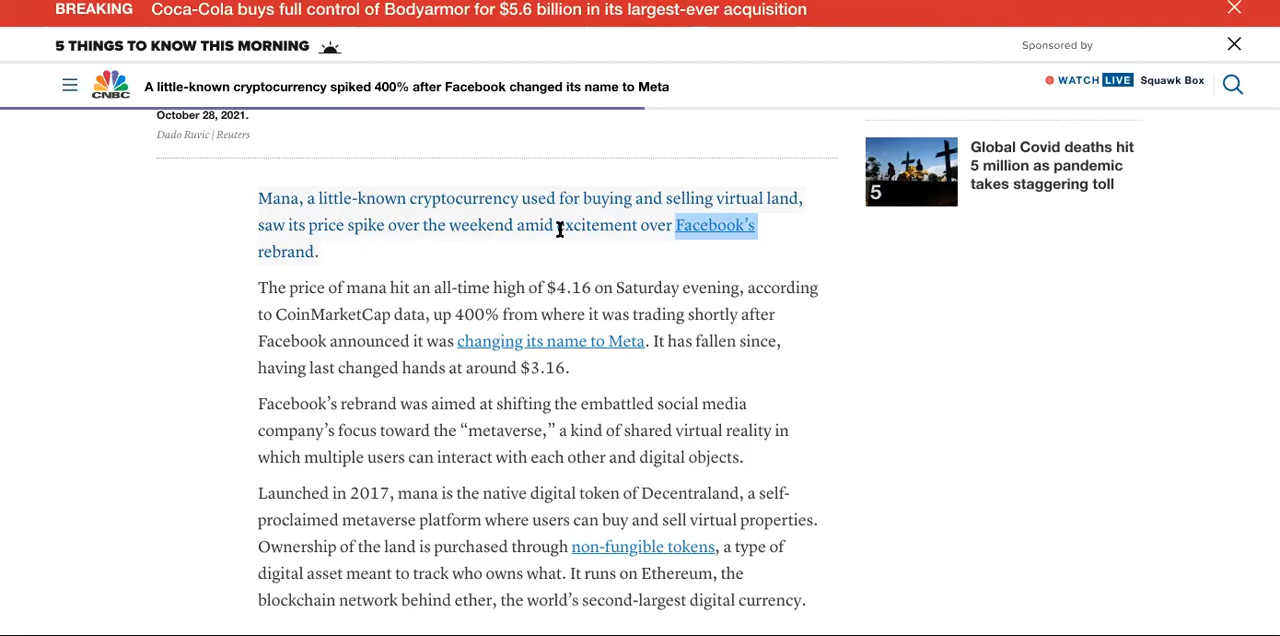 BREAKING Coca-Cola buys full control of Bodyarmor for $5.6 billion in its largest-ever acquisition
5 THINGS TO KNOW THIS MORNING
Sponsored by
CNBC
A little-known cryptocurrency spiked 400% after Facebook changed its name to Meta
WATCH LIVE Squawk Box
October 28, 2021.
Dado Ruvic | Reuters
Mana, a little-known cryptocurrency used for buying and selling virtual land,
saw its price spike over the weekend amid excitement over Facebook’s
rebrand.
The price of mana hit an all-time high of $4.16 on Saturday evening, according
to CoinMarketCap data, up 400% from where it was trading shortly after
Facebook announced it was changing its name to Meta. It has fallen since,
having last changed hands at around $3.16.
Facebook’s rebrand was aimed at shifting the embattled social media
company’s focus toward the “metaverse,” a kind of shared virtual reality in
which multiple users can interact with each other and digital objects.
Launched in 2017, mana is the native digital token of Decentraland, a self-
proclaimed metaverse platform where users can buy and sell virtual properties.
Ownership of the land is purchased through non-fungible tokens, a type of
digital asset meant to track who owns what. It runs on Ethereum, the
blockchain network behind ether, the world’s second-largest digital currency.
5
Global Covid deaths hit
5 million as pandemic
takes staggering toll